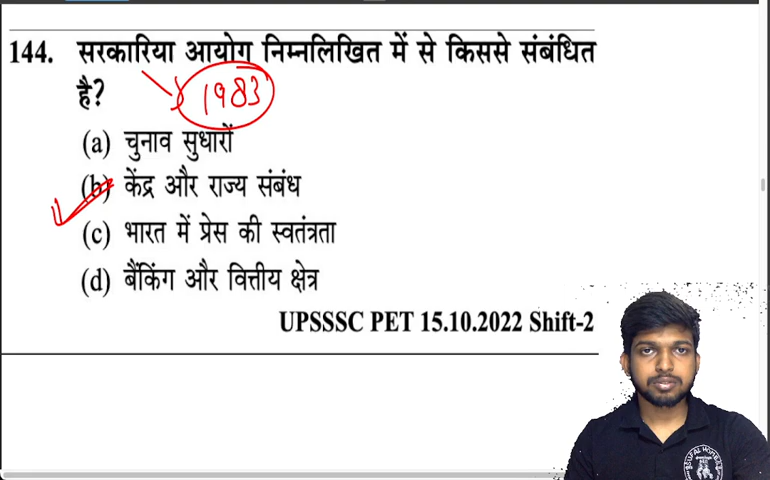 144. सरकारिया आयोग निम्नलिखित में से किससे संबंधित
है?
1983
(a) चुनाव सुधारों
(b) केंद्र और राज्य संबंध
(c) भारत में प्रेस की स्वतंत्रता
(d) बैंकिंग और वित्तीय क्षेत्र
UPSSSC PET 15.10.2022 Shift-2